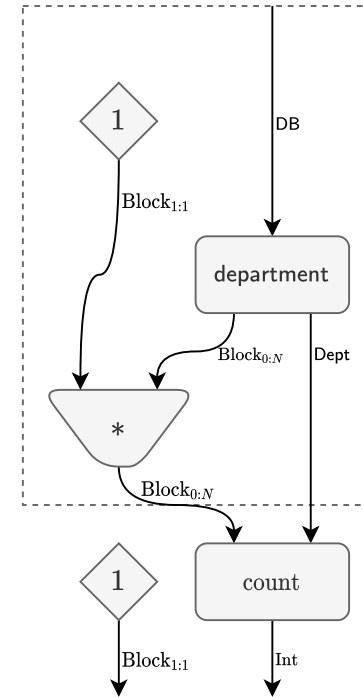 1
DB
Block1:1
department
Block0:N
Dept
*
Block0:N
1
count
Block1:1
Int